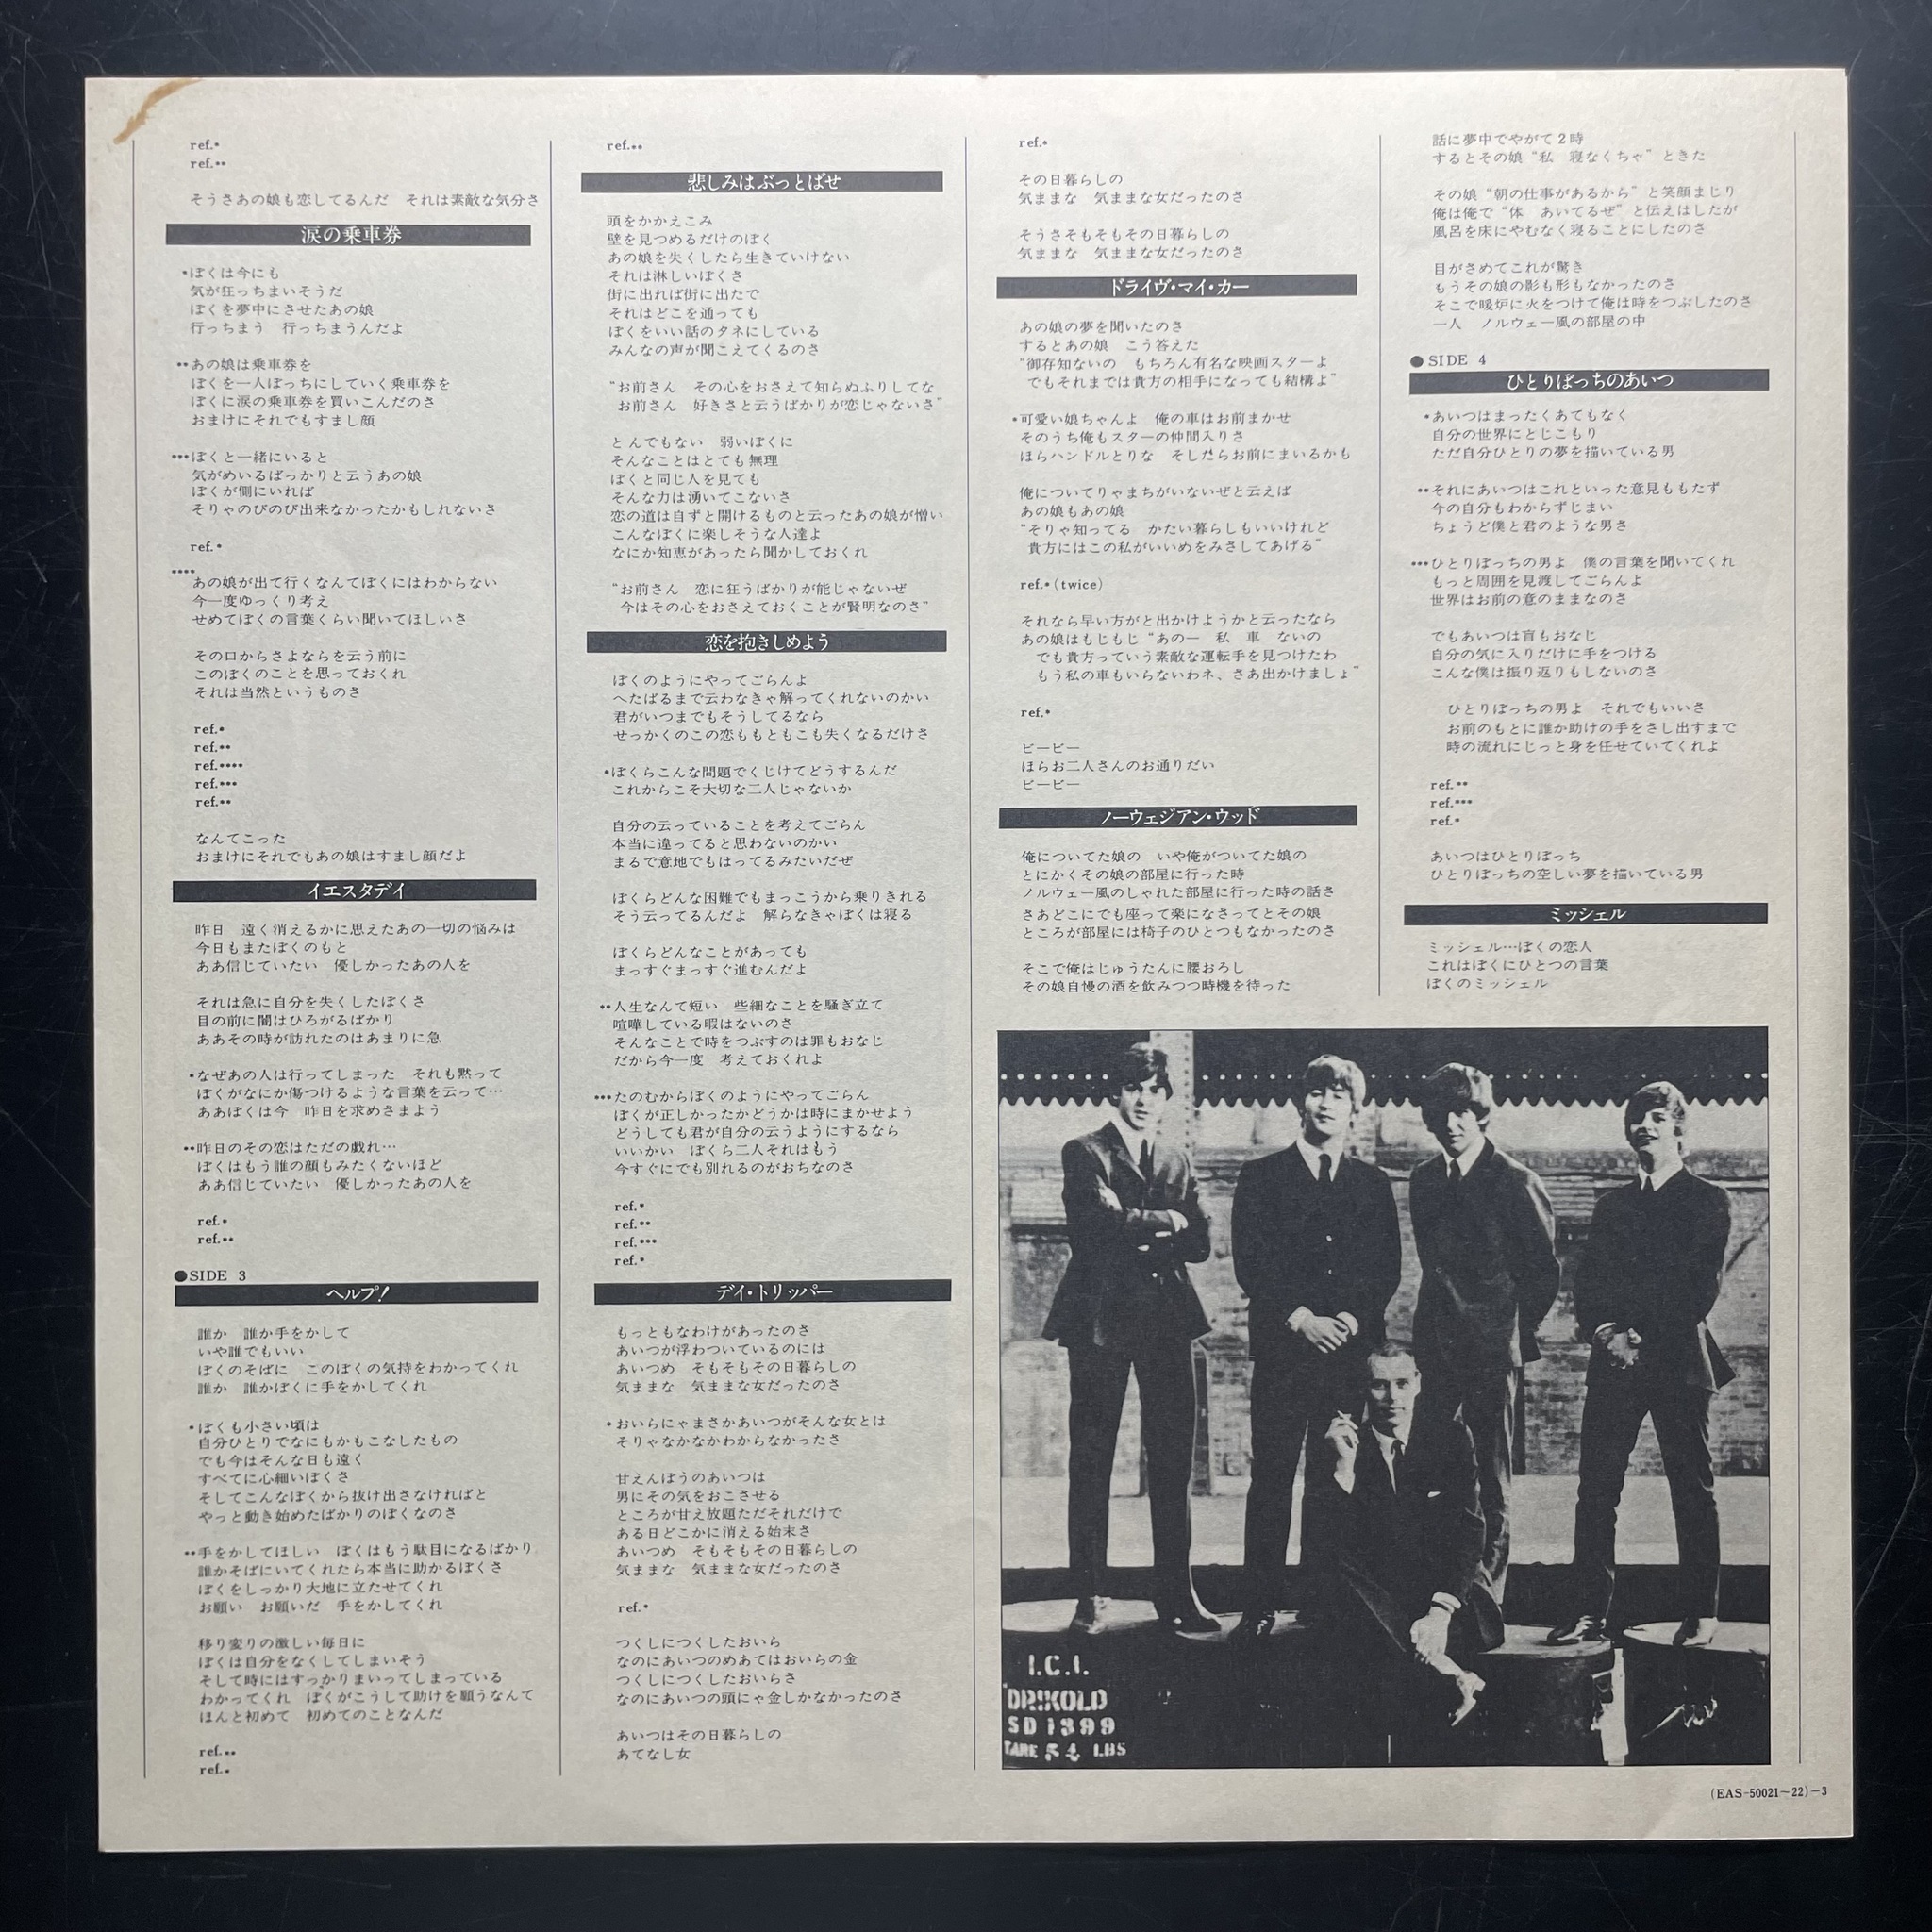 ref.•
ref.••
そうさあの娘も恋してるんだ　それは素敵な気分さ
涙の乗車券
•ぼくは今にも
気が狂っちまいそうだ
ぼくを夢中にさせたあの娘
行っちまう　行っちまうんだよ
••あの娘は乗車券を
ぼくを一人ぼっちにしていく乗車券を
ぼくに涙の乗車券を買いこんだのさ
おまけにそれでもすまし顔
•••ぼくと一緒にいると
気がめいるばっかりと云うあの娘
ぼくが側にいれば
そりゃのびのび出来なかったかもしれないさ
ref.•
••••
あの娘が出て行くなんてぼくにはわからない
今一度ゆっくり考え
せめてぼくの言葉くらい聞いてほしいさ
その口からさよならを云う前に
このぼくのことを思っておくれ
それは当然というものさ
ref.•
ref.••
ref.••••
ref.•••
ref.••
なんてこった
おまけにそれでもあの娘はすまし顔だよ
イエスタデイ
昨日　遠く消えるかに思えたあの一切の悩みは
今日もまたぼくのもと
ああ信じていたい　優しかったあの人を
それは急に自分を失くしたぼくさ
目の前に闇はひろがるばかり
ああその時が訪れたのはあまりに急
•なぜあの人は行ってしまった　それも黙って
ぼくがなにか傷つけるような言葉を云って…
ああぼくは今　昨日を求めさまよう
••昨日のその恋はただの戯れ…
ぼくはもう誰の顔もみたくないほど
ああ信じていたい　優しかったあの人を
ref.•
ref.••
●SIDE 3
ヘルプ!
誰か　誰か手をかして
いや誰でもいい
ぼくのそばに　このぼくの気持をわかってくれ
誰か　誰かぼくに手をかしてくれ
•ぼくも小さい頃は
自分ひとりでなにもかもこなしたもの
でも今はそんな日も遠く
すべてに心細いぼくさ
そしてこんなぼくから抜け出さなければと
やっと動き始めたばかりのぼくなのさ
••手をかしてほしい　ぼくはもう駄目になるばかり
誰かそばにいてくれたら本当に助かるぼくさ
ぼくをしっかり大地に立たせてくれ
お願い　お願いだ　手をかしてくれ
移り変りの激しい毎日に
ぼくは自分をなくしてしまいそう
そして時にはすっかりまいってしまっている
わかってくれ　ぼくがこうして助けを願うなんて
ほんと初めて　初めてのことなんだ
ref.••
ref.•
ref.••
悲しみはぶっとばせ
頭をかかえこみ
壁を見つめるだけのぼく
あの娘を失くしたら生きていけない
それは淋しいぼくさ
街に出れば街に出たで
それはどこを通っても
ぼくをいい話のタネにしている
みんなの声が聞こえてくるのさ
“お前さん　その心をおさえて知らぬふりしてな
お前さん　好きさと云うばかりが恋じゃないさ”
とんでもない　弱いぼくに
そんなことはとても無理
ぼくと同じ人を見ても
そんな力は湧いてこないさ
恋の道は自ずと開けるものと云ったあの娘が憎い
こんなぼくに楽しそうな人達よ
なにか知恵があったら聞かしておくれ
“お前さん　恋に狂うばかりが能じゃないぜ
今はその心をおさえておくことが賢明なのさ”
恋を抱きしめよう
ぼくのようにやってごらんよ
へたばるまで云わなきゃ解ってくれないのかい
君がいつまでもそうしてるなら
せっかくのこの恋ももともこも失くなるだけさ
•ぼくらこんな問題でくじけてどうするんだ
これからこそ大切な二人じゃないか
自分の云っていることを考えてごらん
本当に違ってると思わないのかい
まるで意地でもはってるみたいだぜ
ぼくらどんな困難でもまっこうから乗りきれる
そう云ってるんだよ　解らなきゃぼくは寝る
ぼくらどんなことがあっても
まっすぐまっすぐ進むんだよ
••人生なんて短い　些細なことを騒ぎ立て
喧嘩している暇はないのさ
そんなことで時をつぶすのは罪もおなじ
だから今一度　考えておくれよ
•••たのむからぼくのようにやってごらん
ぼくが正しかったかどうかは時にまかせよう
どうしても君が自分の云うようにするなら
いいかい　ぼくら二人それはもう
今すぐにでも別れるのがおちなのさ
ref.•
ref.••
ref.•••
ref.•
デイ・トリッパー
もっともなわけがあったのさ
あいつが浮わついているのには
あいつめ　そもそもその日暮らしの
気ままな　気ままな女だったのさ
•おいらにゃまさかあいつがそんな女とは
そりゃなかなかわからなかったさ
甘えんぼうのあいつは
男にその気をおこさせる
ところが甘え放題ただそれだけで
ある日どこかに消える始末さ
あいつめ　そもそもその日暮らしの
気ままな　気ままな女だったのさ
ref.•
つくしにつくしたおいら
なのにあいつのめあてはおいらの金
つくしにつくしたおいらさ
なのにあいつの頭にゃ金しかなかったのさ
あいつはその日暮らしの
あてなし女
ref.•
その日暮らしの
気ままな　気ままな女だったのさ
そうさそもそもその日暮らしの
気ままな　気ままな女だったのさ
ドライヴ・マイ・カー
あの娘の夢を聞いたのさ
するとあの娘　こう答えた
“御存知ないの　もちろん有名な映画スターよ
でもそれまでは貴方の相手になっても結構よ”
•可愛い娘ちゃんよ　俺の車はお前まかせ
そのうち俺もスターの仲間入りさ
ほらハンドルとりな　そしたらお前にまいるかも
俺についてりゃまちがいないぜと云えば
あの娘もあの娘
“そりゃ知ってる　かたい暮らしもいいけれど
貴方にはこの私がいいめをみさしてあげる”
ref.•(twice)
それなら早い方がと出かけようかと云ったなら
あの娘はもじもじ“あのー　私　車　ないの
でも貴方っていう素敵な運転手を見つけたわ
もう私の車もいらないわネ、さあ出かけましょ”
ref.•
ビービー
ほらお二人さんのお通りだい
ビービー
ノーウェジアン・ウッド
俺についてた娘の　いや俺がついてた娘の
とにかくその娘の部屋に行った時
ノルウェー風のしゃれた部屋に行った時の話さ
さあどこにでも座って楽になさってとその娘
ところが部屋には椅子のひとつもなかったのさ
そこで俺はじゅうたんに腰おろし
その娘自慢の酒を飲みつつ時機を待った
話に夢中でやがて2時
するとその娘“私　寝なくちゃ”ときた
その娘“朝の仕事があるから”と笑顔まじり
俺は俺で“体　あいてるぜ”と伝えはしたが
風呂を床にやむなく寝ることにしたのさ
目がさめてこれが驚き
もうその娘の影も形もなかったのさ
そこで暖炉に火をつけて俺は時をつぶしたのさ
一人　ノルウェー風の部屋の中
●SIDE 4
ひとりぼっちのあいつ
•あいつはまったくあてもなく
自分の世界にとじこもり
ただ自分ひとりの夢を描いている男
••それにあいつはこれといった意見ももたず
今の自分もわからずじまい
ちょうど僕と君のような男さ
•••ひとりぼっちの男よ　僕の言葉を聞いてくれ
もっと周囲を見渡してごらんよ
世界はお前の意のままなのさ
でもあいつは盲もおなじ
自分の気に入りだけに手をつける
こんな僕は振り返りもしないのさ
ひとりぼっちの男よ　それでもいいさ
お前のもとに誰か助けの手をさし出すまで
時の流れにじっと身を任せていてくれよ
ref.••
ref.•••
ref.•
あいつはひとりぼっち
ひとりぼっちの空しい夢を描いている男
ミッシェル
ミッシェル…ぼくの恋人
これはぼくにひとつの言葉
ぼくのミッシェル
I.C.I.
DRIKOLD
SD 1399
TARE 54 LBS
(EAS-50021~22)-3